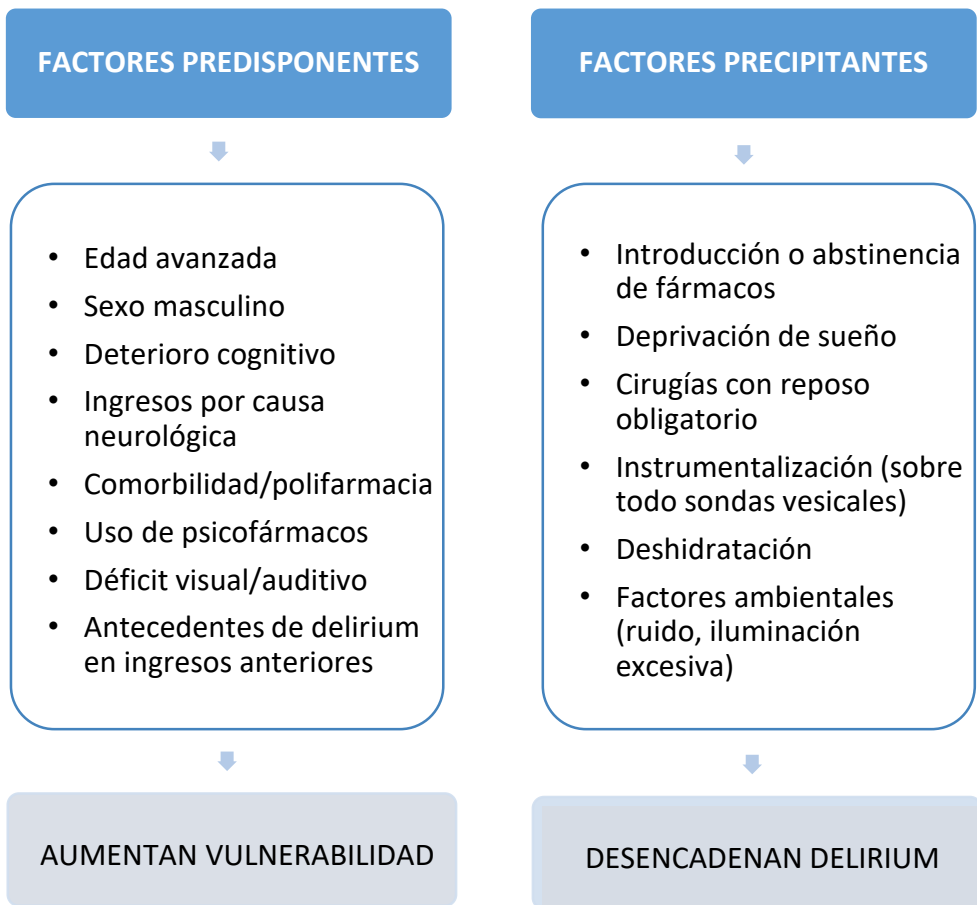 FACTORES PREDISPONENTES
• Edad avanzada
• Sexo masculino
• Deterioro cognitivo
• Ingresos por causa
neurológica
• Comorbilidad/polifarmacia
• Uso de psicofármacos
• Déficit visual/auditivo
• Antecedentes de delirium
en ingresos anteriores
AUMENTAN VULNERABILIDAD
FACTORES PRECIPITANTES
• Introducción o abstinencia
de fármacos
• Deprivación de sueño
• Cirugías con reposo
obligatorio
• Instrumentalización (sobre
todo sondas vesicales)
• Deshidratación
• Factores ambientales
(ruido, iluminación
excesiva)
DESENCADENAN DELIRIUM